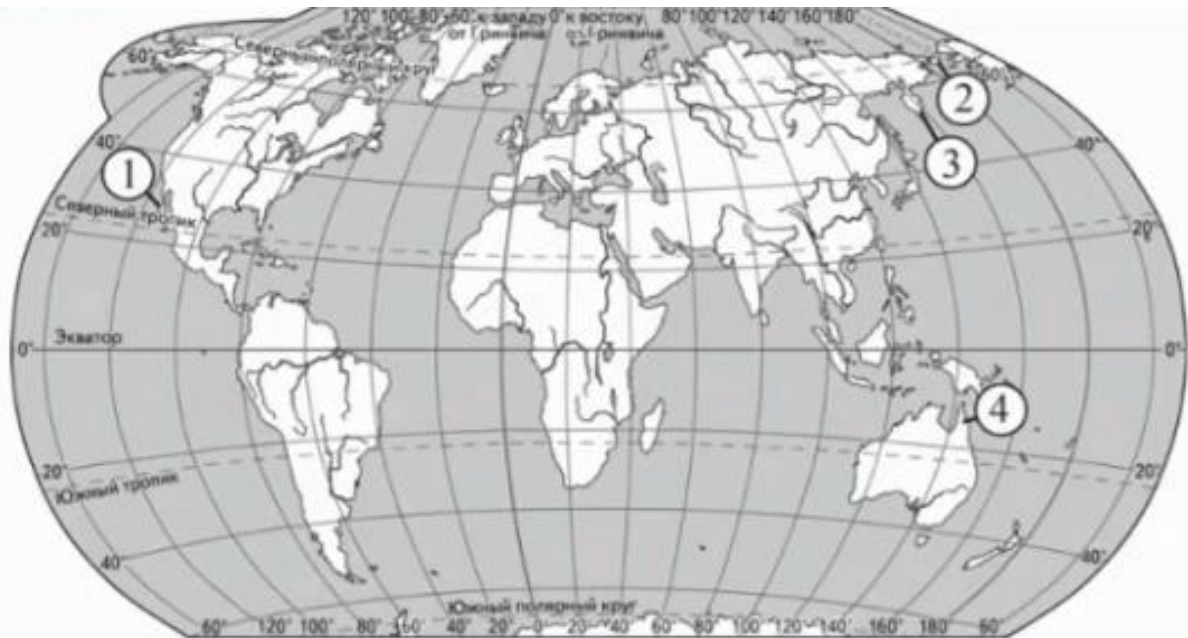 120° 100° 80° 60° к западу 0° к востоку 80° 100° 120° 140° 160° 180°
от Гринвича от Гринвича
Северный полярный круг
60° 60°
2
40° 40°
1 3
Северный тропик
20° 20°
Экватор
0° 0°
4
20° 20°
Южный тропик
40° 40°
Южный полярный круг
60° 120° 100° 80° 60° 40° 20° 0° 20° 40° 60° 80° 100° 120° 140° 160° 180° 60°